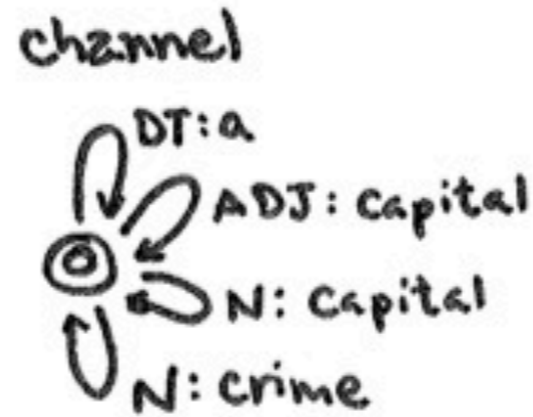 channel
DT: a
ADJ: capital
N: capital
N: crime